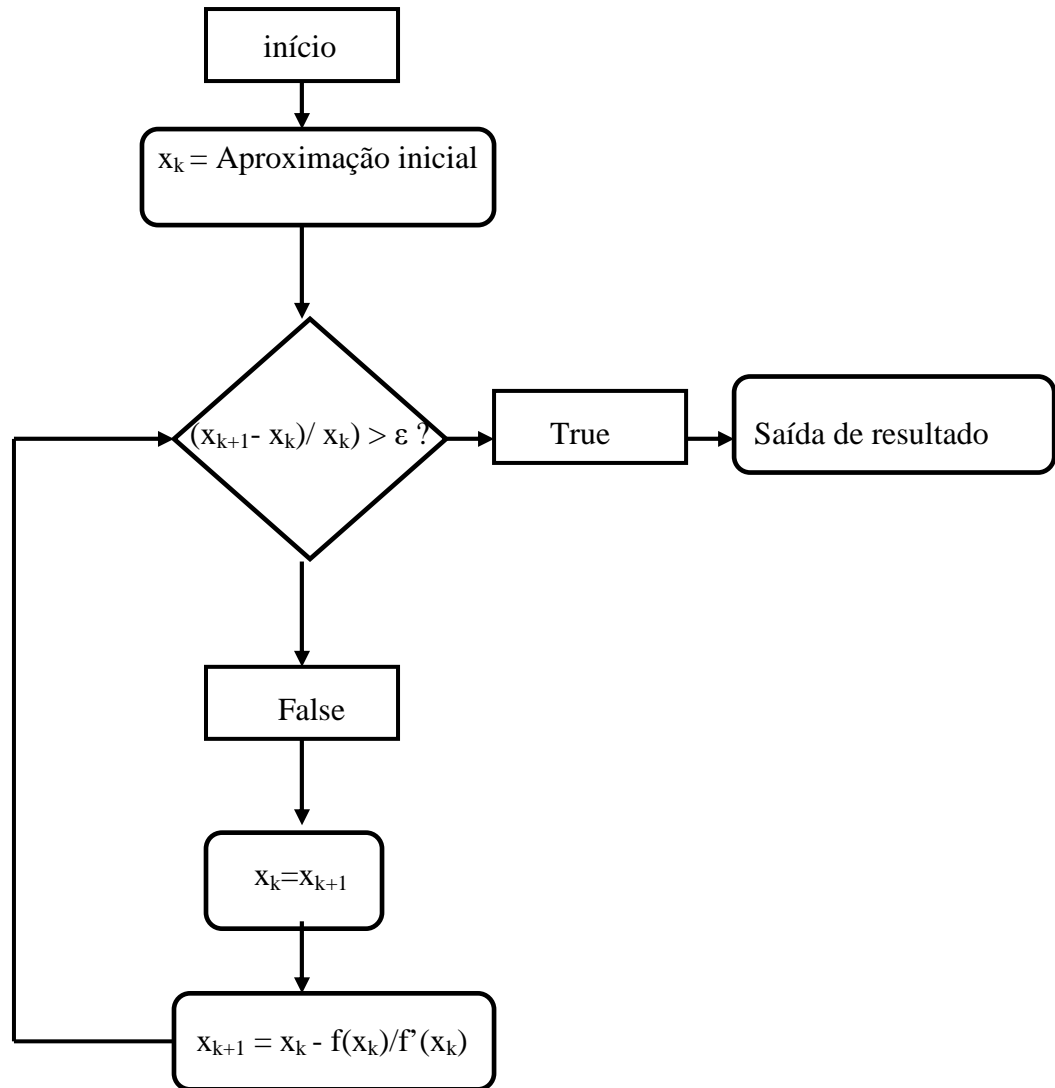 início
xk = Aproximação inicial
(xk+1- xk)/ xk) > ε ?
True
Saída de resultado
False
xk=xk+1
xk+1 = xk - f(xk)/f’(xk)